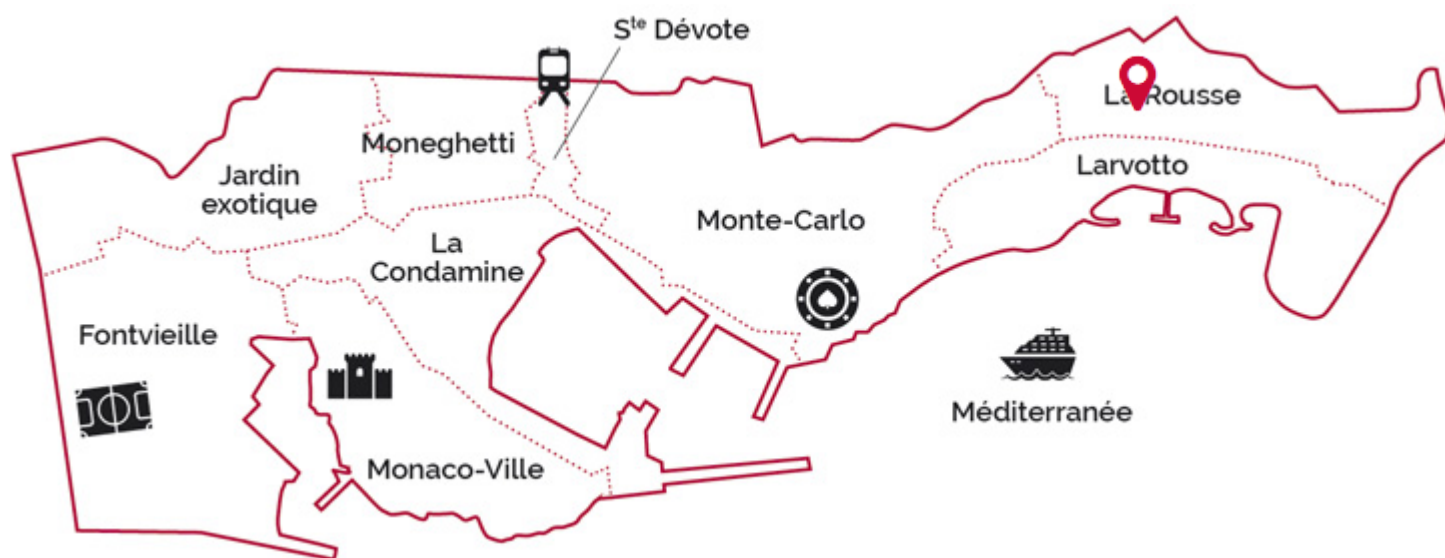 Sᵗᵉ Dévote
La Rousse
Moneghetti
Larvotto
Jardin
exotique
Monte-Carlo
La
Condamine
Fontvieille
Méditerranée
Monaco-Ville